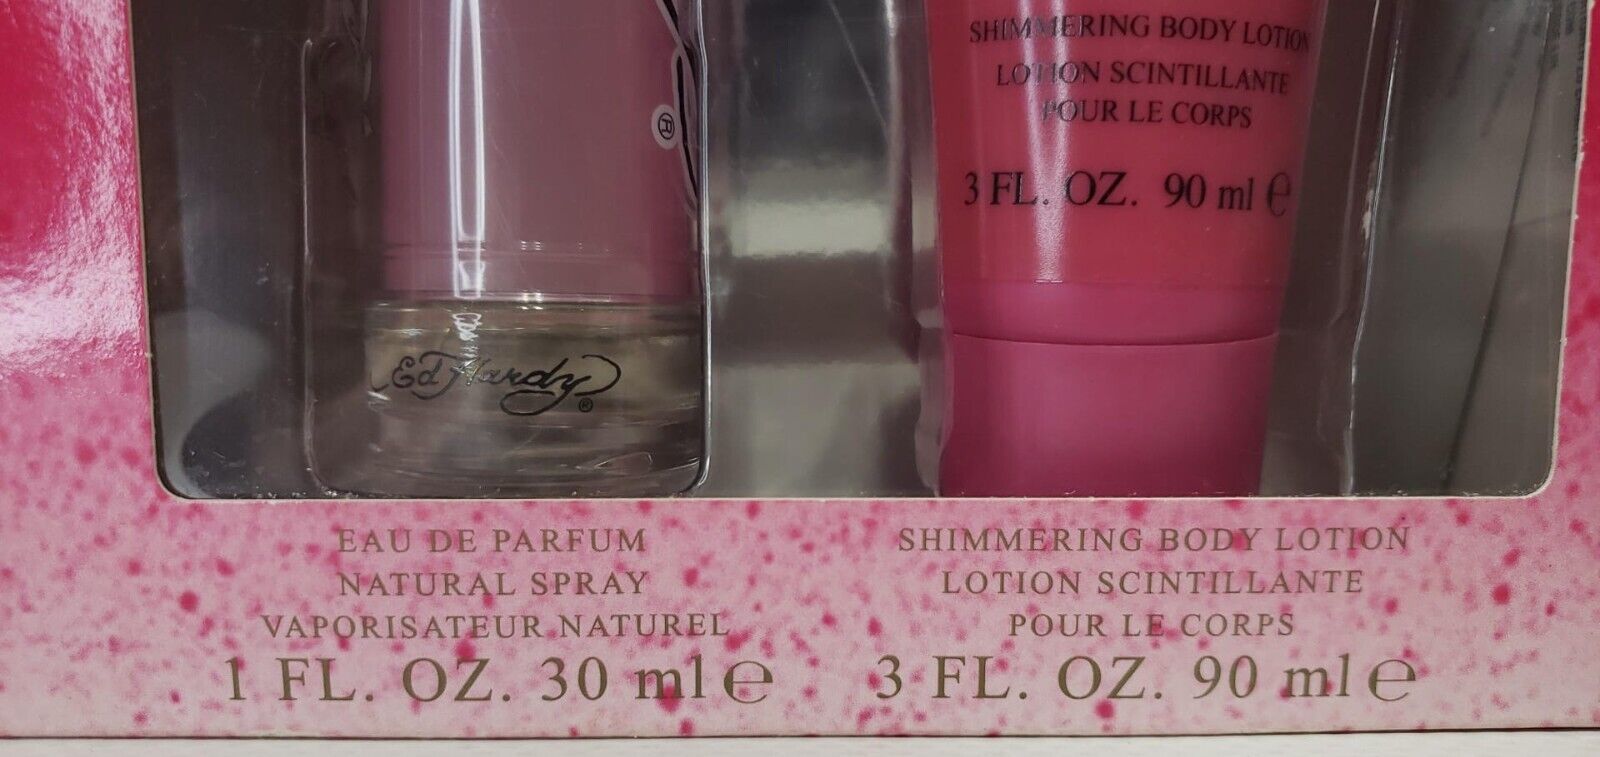 SHIMMERING BODY LOTION
LOTION SCINTILLANTE
POUR LE CORPS
3 FL. OZ. 90 ml ℮
®
Ed Hardy®
EAU DE PARFUM
NATURAL SPRAY
VAPORISATEUR NATUREL
1 FL. OZ. 30 ml ℮
SHIMMERING BODY LOTION
LOTION SCINTILLANTE
POUR LE CORPS
3 FL. OZ. 90 ml ℮